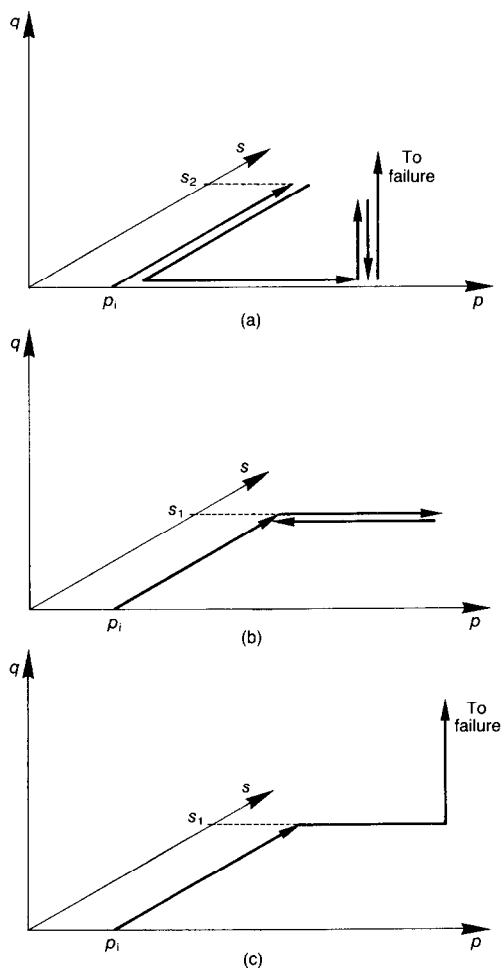 q
s
s2
To
failure
pi
p
(a)
q
s
s1
pi
p
(b)
q
To
failure
s
s1
pi
p
(c)